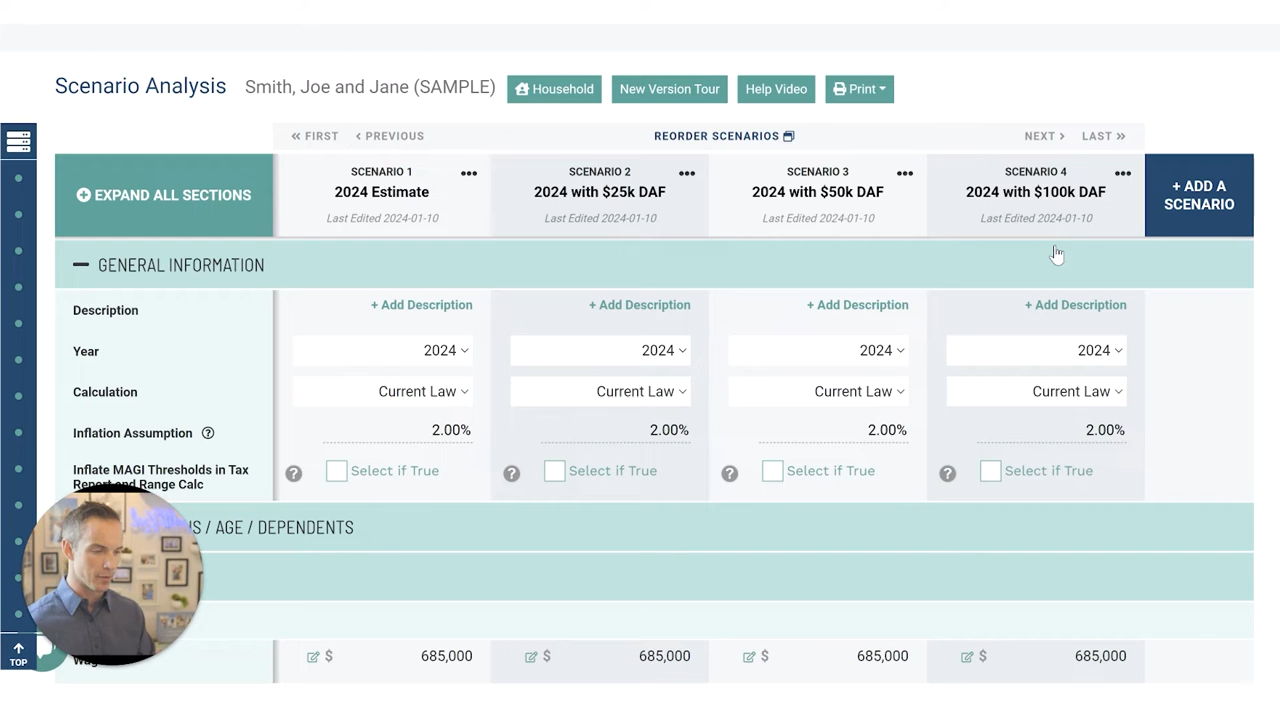 Scenario Analysis Smith, Joe and Jane (SAMPLE) Household New Version Tour Help Video Print
FIRST PREVIOUS REORDER SCENARIOS NEXT LAST
EXPAND ALL SECTIONS
SCENARIO 1
2024 Estimate
Last Edited 2024-01-10
SCENARIO 2
2024 with $25k DAF
Last Edited 2024-01-10
SCENARIO 3
2024 with $50k DAF
Last Edited 2024-01-10
SCENARIO 4
2024 with $100k DAF
Last Edited 2024-01-10
+ ADD A
SCENARIO
GENERAL INFORMATION
Description + Add Description + Add Description + Add Description + Add Description
Year 2024 2024 2024 2024
Calculation Current Law Current Law Current Law Current Law
Inflation Assumption ? 2.00% 2.00% 2.00% 2.00%
Inflate MAGI Thresholds in Tax
Report and Range Calc
? Select if True ? Select if True ? Select if True ? Select if True
/ AGE / DEPENDENTS
$ 685,000 $ 685,000 $ 685,000 $ 685,000
TOP